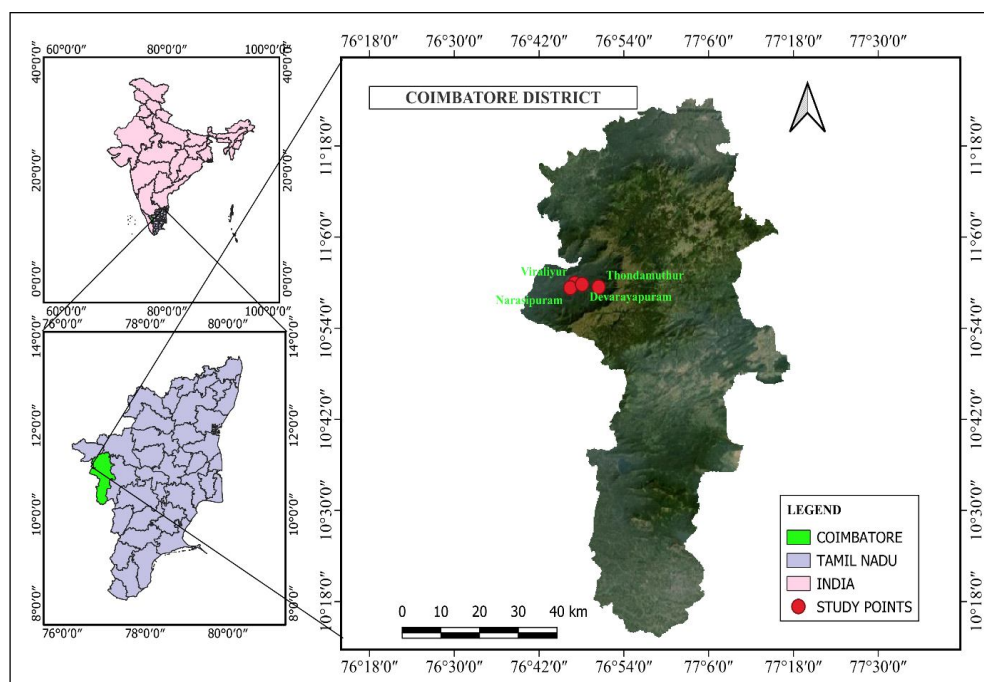 60°0'0" 80°0'0" 100°0'0"
40°0'0" 40°0'0"
20°0'0" 20°0'0"
0°0'0" 0°0'0"
60°0'0" 80°0'0" 100°0'0"
76°0'0" 78°0'0" 80°0'0"
14°0'0" 14°0'0"
12°0'0" 12°0'0"
10°0'0" 10°0'0"
8°0'0" 8°0'0"
76°0'0" 78°0'0" 80°0'0"
76°18'0" 76°30'0" 76°42'0" 76°54'0" 77°6'0" 77°18'0" 77°30'0"
COIMBATORE DISTRICT
11°18'0" 11°18'0"
11°6'0" 11°6'0"
Viraliyur Thondamuthur
Narasipuram Devarayapuram
10°54'0" 10°54'0"
10°42'0" 10°42'0"
10°30'0" 10°30'0"
10°18'0" 10°18'0"
LEGEND
COIMBATORE
TAMIL NADU
INDIA
STUDY POINTS
0 10 20 30 40 km
76°18'0" 76°30'0" 76°42'0" 76°54'0" 77°6'0" 77°18'0" 77°30'0"